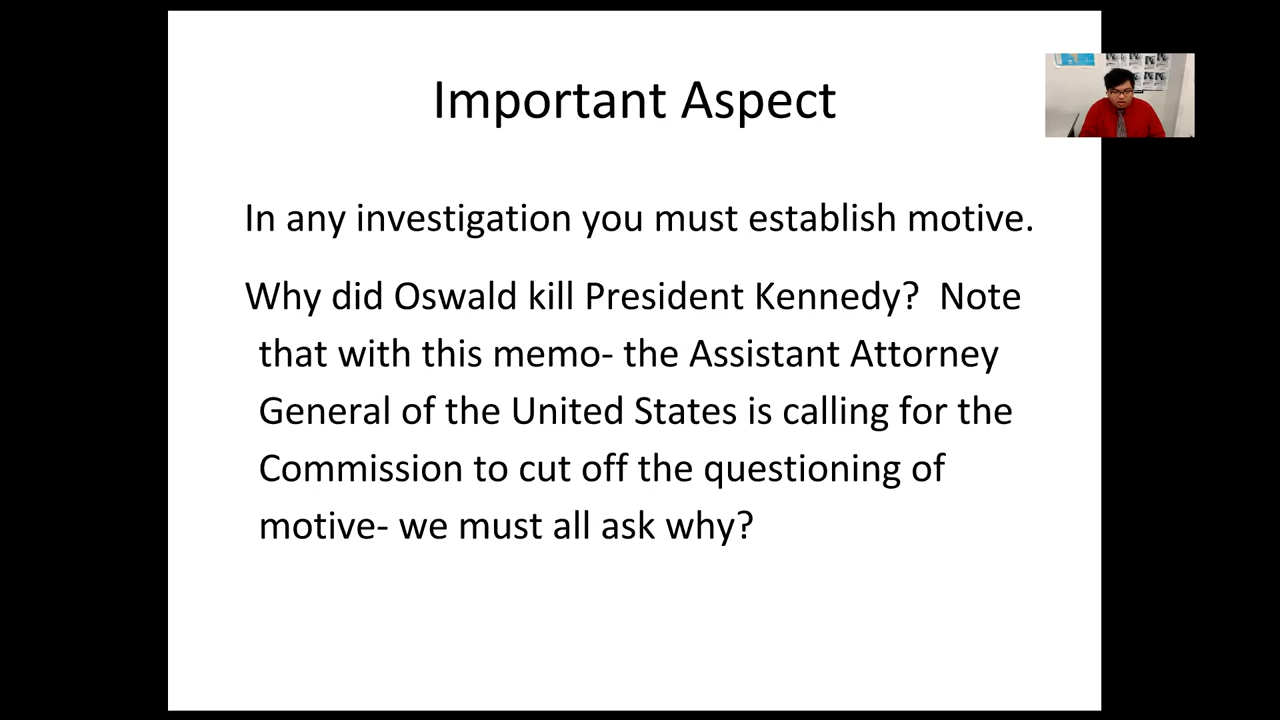 Important Aspect
In any investigation you must establish motive.
Why did Oswald kill President Kennedy?  Note
that with this memo- the Assistant Attorney
General of the United States is calling for the
Commission to cut off the questioning of
motive- we must all ask why?